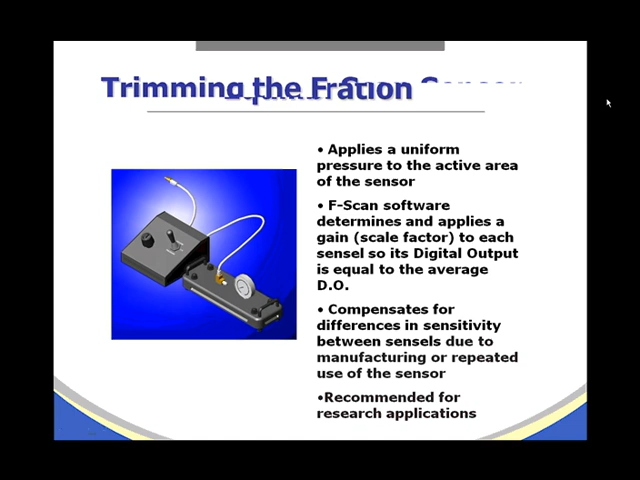 Trimming the
• Applies a uniform
pressure to the active area
of the sensor
• F-Scan software
determines and applies a
gain (scale factor) to each
sensel so its Digital Output
is equal to the average
D.O.
• Compensates for
differences in sensitivity
between sensels due to
manufacturing or repeated
use of the sensor
•Recommended for
research applications